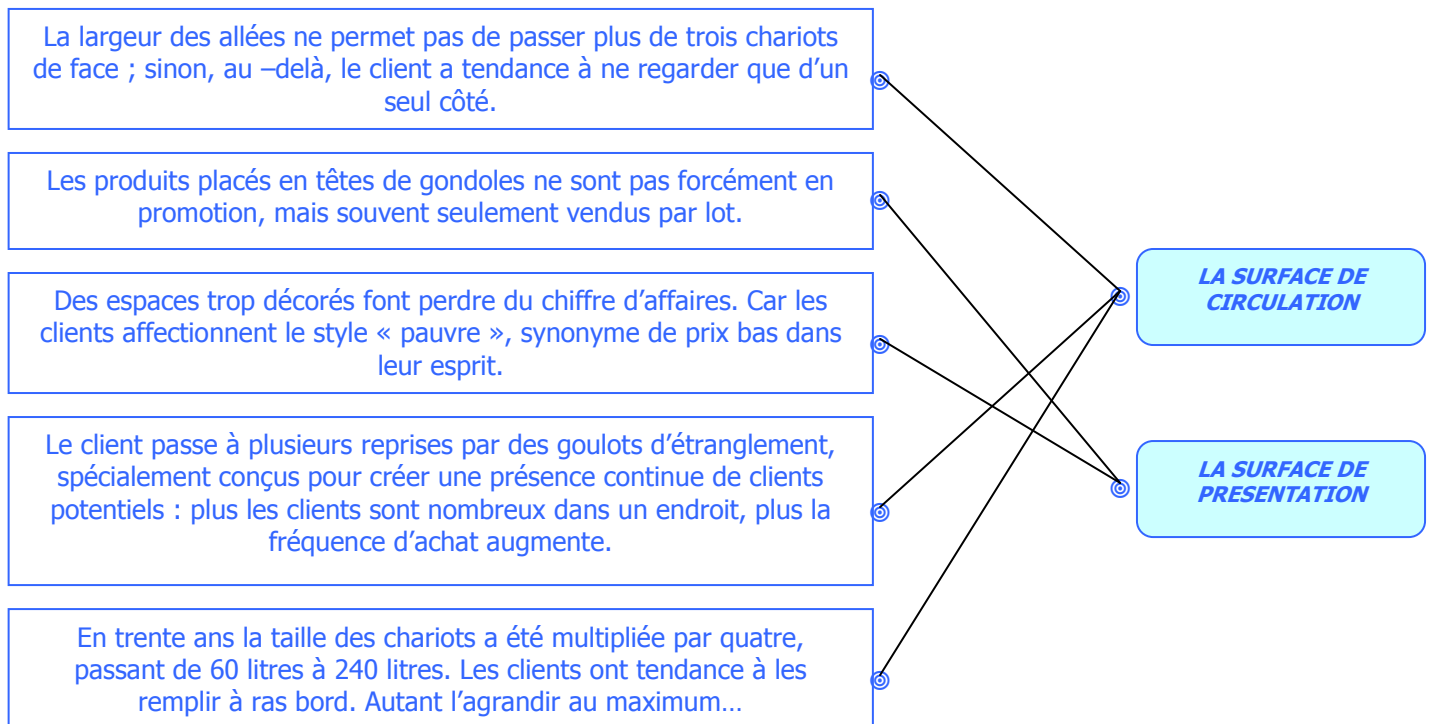 La largeur des allées ne permet pas de passer plus de trois chariots
de face ; sinon, au –delà, le client a tendance à ne regarder que d’un
seul côté.
Les produits placés en têtes de gondoles ne sont pas forcément en
promotion, mais souvent seulement vendus par lot.
Des espaces trop décorés font perdre du chiffre d’affaires. Car les
clients affectionnent le style « pauvre », synonyme de prix bas dans
leur esprit.
Le client passe à plusieurs reprises par des goulots d’étranglement,
spécialement conçus pour créer une présence continue de clients
potentiels : plus les clients sont nombreux dans un endroit, plus la
fréquence d’achat augmente.
En trente ans la taille des chariots a été multipliée par quatre,
passant de 60 litres à 240 litres. Les clients ont tendance à les
remplir à ras bord. Autant l’agrandir au maximum…
LA SURFACE DE
CIRCULATION
LA SURFACE DE
PRESENTATION